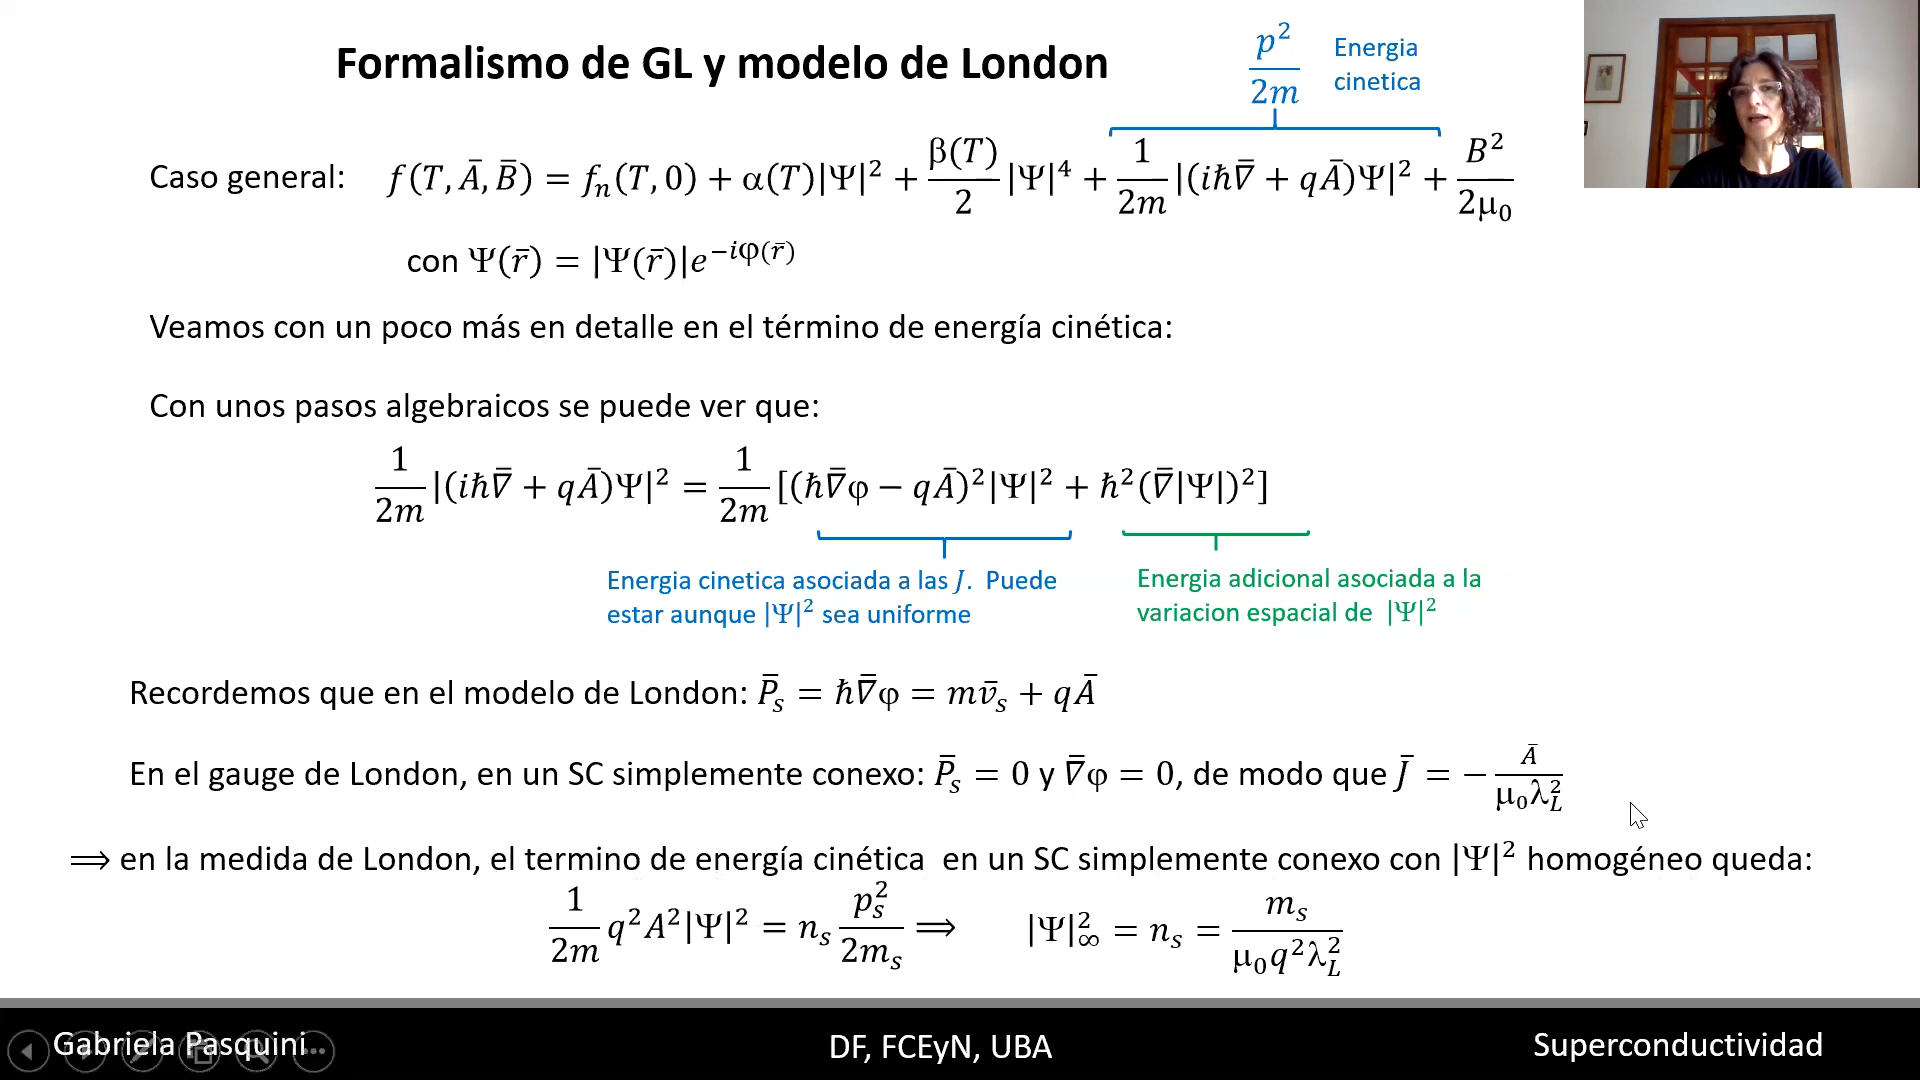 Formalismo de GL y modelo de London
p²/2m Energia cinetica
Caso general: f(T, Ā, B̄) = fₙ(T, 0) + α(T)|Ψ|² + β(T)/2 |Ψ|⁴ + 1/2m |(iħ∇̄ + qĀ)Ψ|² + B²/2μ₀
con Ψ(r̄) = |Ψ(r̄)|e^{−iφ(r̄)}
Veamos con un poco más en detalle en el término de energía cinética:
Con unos pasos algebraicos se puede ver que:
1/2m |(iħ∇̄ + qĀ)Ψ|² = 1/2m [(ħ∇̄φ − qĀ)²|Ψ|² + ħ²(∇̄|Ψ|)²]
Energia cinetica asociada a las J. Puede
estar aunque |Ψ|² sea uniforme
Energia adicional asociada a la
variacion espacial de |Ψ|²
Recordemos que en el modelo de London: P̄ₛ = ħ∇̄φ = mv̄ₛ + qĀ
En el gauge de London, en un SC simplemente conexo: P̄ₛ = 0 y ∇̄φ = 0, de modo que J̄ = − Ā/μ₀λ_L²
⟹ en la medida de London, el termino de energía cinética en un SC simplemente conexo con |Ψ|² homogéneo queda:
1/2m q²A²|Ψ|² = nₛ pₛ²/2mₛ ⟹ |Ψ|²_∞ = nₛ = mₛ/μ₀q²λ_L²
Gabriela Pasquini
DF, FCEyN, UBA
Superconductividad